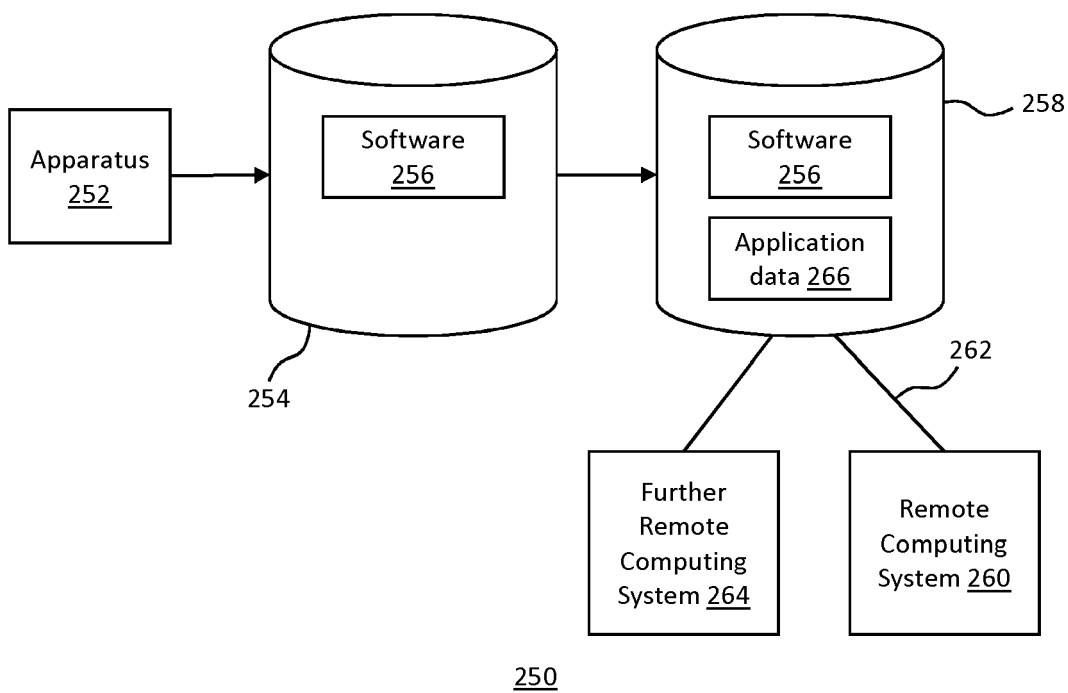 Apparatus
252
Software
256
Software
256
258
Application
data 266
254
262
Further
Remote
Computing
System 264
Remote
Computing
System 260
250